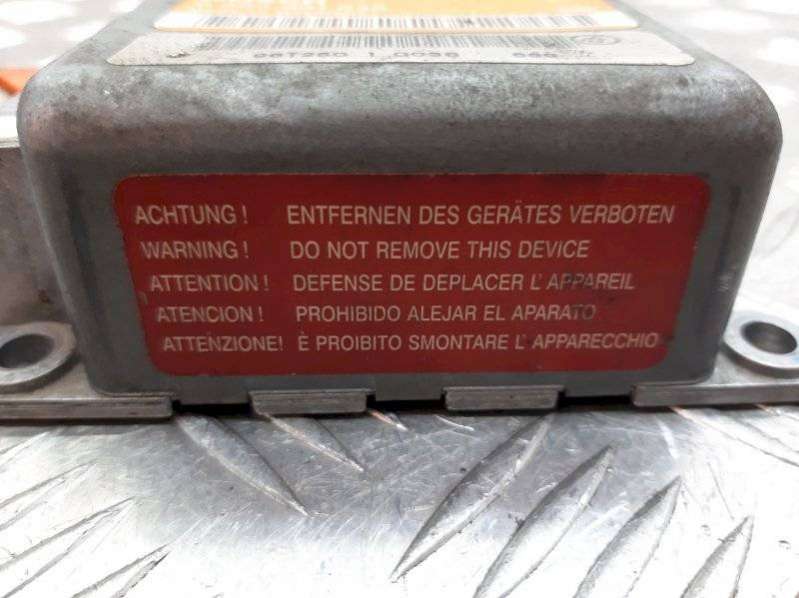 ACHTUNG! ENTFERNEN DES GERÄTES VERBOTEN
WARNING! DO NOT REMOVE THIS DEVICE
ATTENTION! DEFENSE DE DEPLACER L'APPAREIL
ATENCION! PROHIBIDO ALEJAR EL APARATO
ATTENZIONE! È PROIBITO SMONTARE L'APPARECCHIO